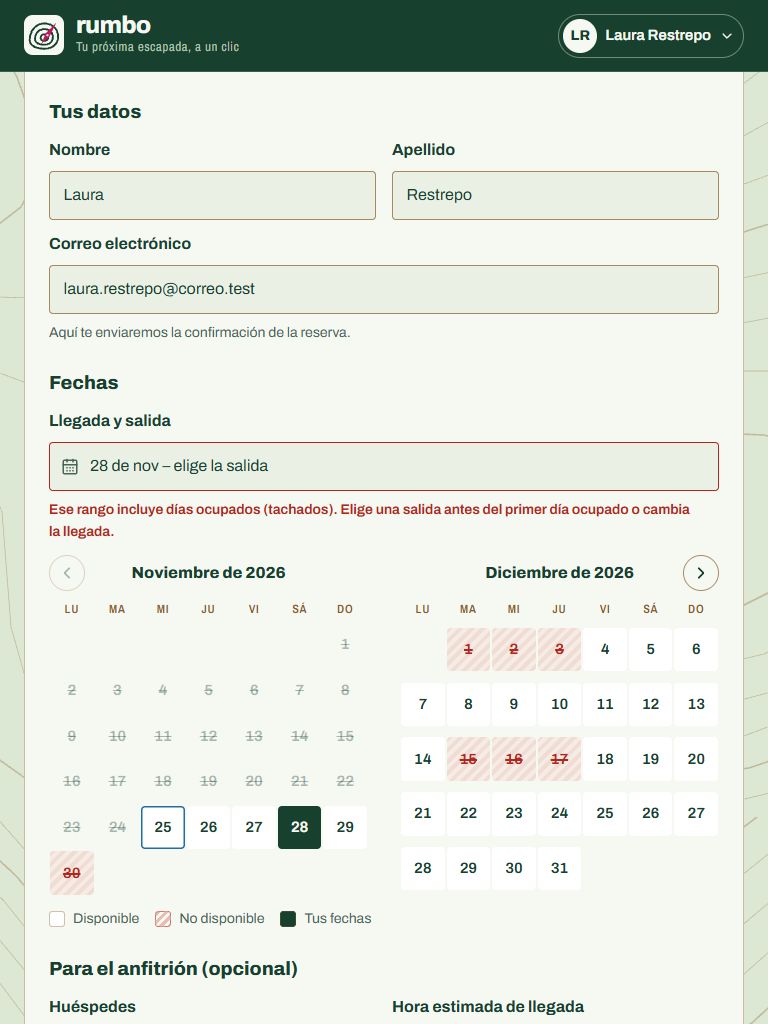 rumbo
Tu próxima escapada, a un clic
LR Laura Restrepo
Tus datos
Nombre Apellido
Laura Restrepo
Correo electrónico
laura.restrepo@correo.test
Aquí te enviaremos la confirmación de la reserva.
Fechas
Llegada y salida
28 de nov – elige la salida
Ese rango incluye días ocupados (tachados). Elige una salida antes del primer día ocupado o cambia
la llegada.
Noviembre de 2026
LU MA MI JU VI SÁ DO
1
2 3 4 5 6 7 8
9 10 11 12 13 14 15
16 17 18 19 20 21 22
23 24 25 26 27 28 29
30
Diciembre de 2026
LU MA MI JU VI SÁ DO
1 2 3 4 5 6
7 8 9 10 11 12 13
14 15 16 17 18 19 20
21 22 23 24 25 26 27
28 29 30 31
Disponible No disponible Tus fechas
Para el anfitrión (opcional)
Huéspedes Hora estimada de llegada